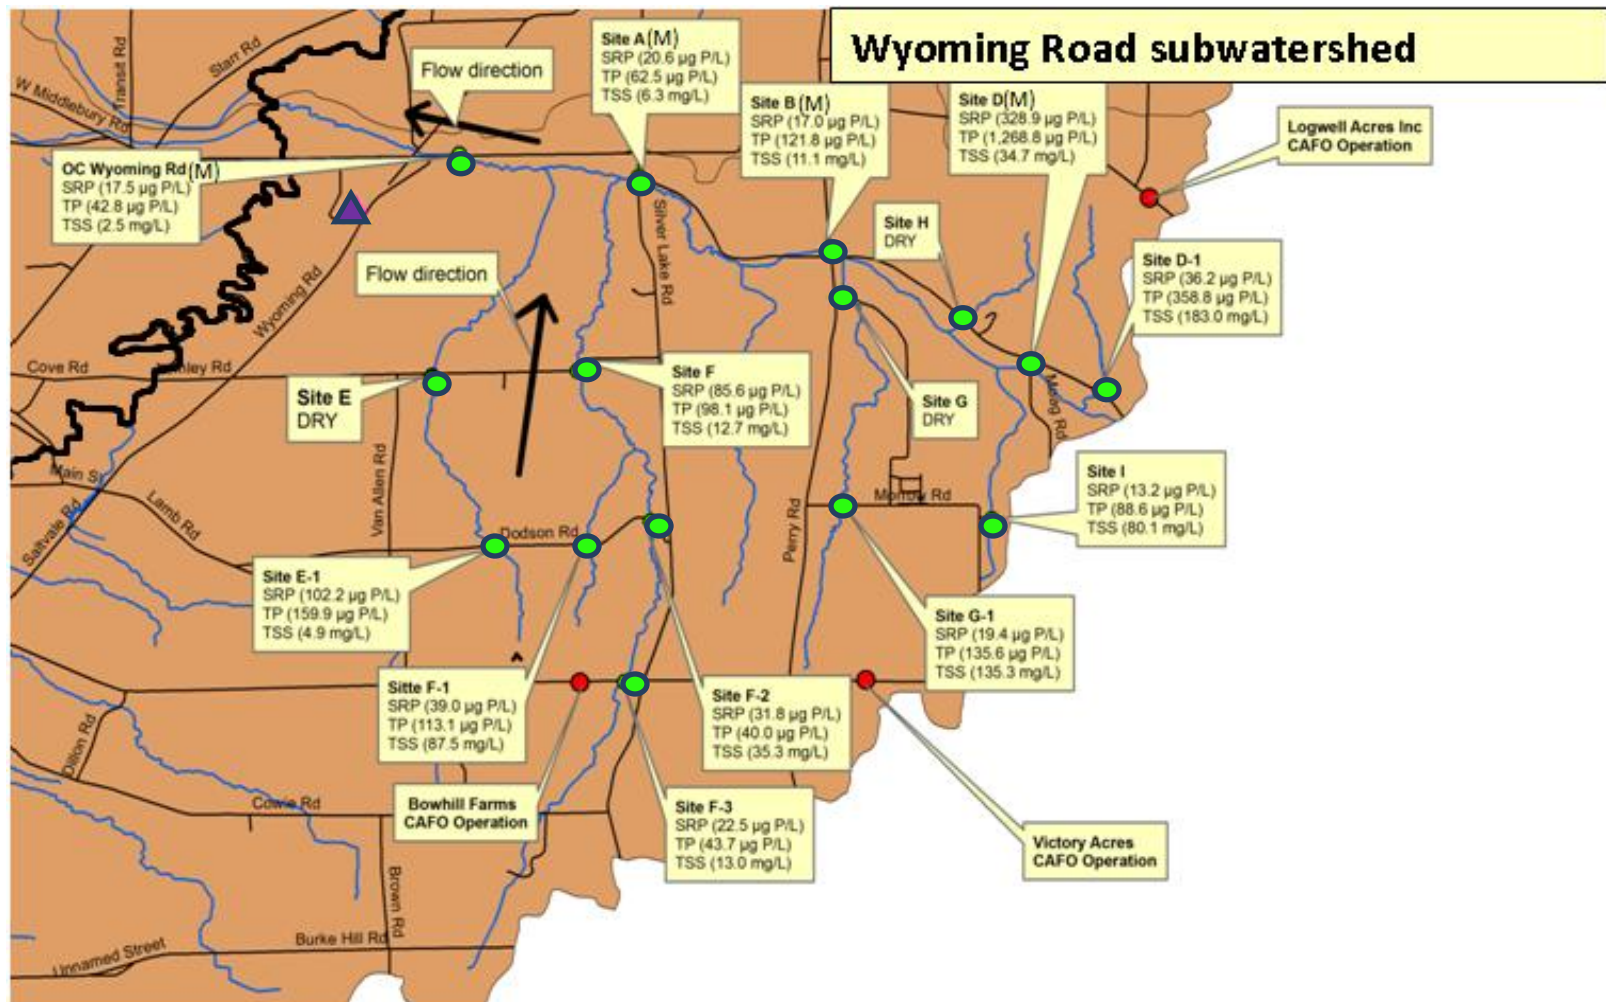 Wyoming Road subwatershed
Transit Rd
Starr Rd
W Middlebury Rd
Flow direction
Site A(M)
SRP (20.6 µg P/L)
TP (62.5 µg P/L)
TSS (6.3 mg/L)
Site B (M)
SRP (17.0 µg P/L)
TP (121.8 µg P/L)
TSS (11.1 mg/L)
Site D(M)
SRP (328.9 µg P/L)
TP (1,268.8 µg P/L)
TSS (34.7 mg/L)
Logwell Acres Inc
CAFO Operation
OC Wyoming Rd(M)
SRP (17.5 µg P/L)
TP (42.8 µg P/L)
TSS (2.5 mg/L)
Silver Lake Rd
Site H
DRY
Site D-1
SRP (36.2 µg P/L)
TP (358.8 µg P/L)
TSS (183.0 mg/L)
Flow direction
Wyoming Rd
Cove Rd
Rd
Site E
DRY
Site F
SRP (85.6 µg P/L)
TP (98.1 µg P/L)
TSS (12.7 mg/L)
Site G
DRY
Rd
Main St
Lamb Rd
Saltvale Rd
Van Allen Rd
Dodson Rd
Perry Rd
Morrow Rd
Site I
SRP (13.2 µg P/L)
TP (88.6 µg P/L)
TSS (80.1 mg/L)
Site E-1
SRP (102.2 µg P/L)
TP (159.9 µg P/L)
TSS (4.9 mg/L)
Site G-1
SRP (19.4 µg P/L)
TP (135.6 µg P/L)
TSS (135.3 mg/L)
Sitte F-1
SRP (39.0 µg P/L)
TP (113.1 µg P/L)
TSS (87.5 mg/L)
Site F-2
SRP (31.8 µg P/L)
TP (40.0 µg P/L)
TSS (35.3 mg/L)
Dillon Rd
Cowie Rd
Bowhill Farms
CAFO Operation
Site F-3
SRP (22.5 µg P/L)
TP (43.7 µg P/L)
TSS (13.0 mg/L)
Victory Acres
CAFO Operation
Brown Rd
Burke Hill Rd
Unnamed Street